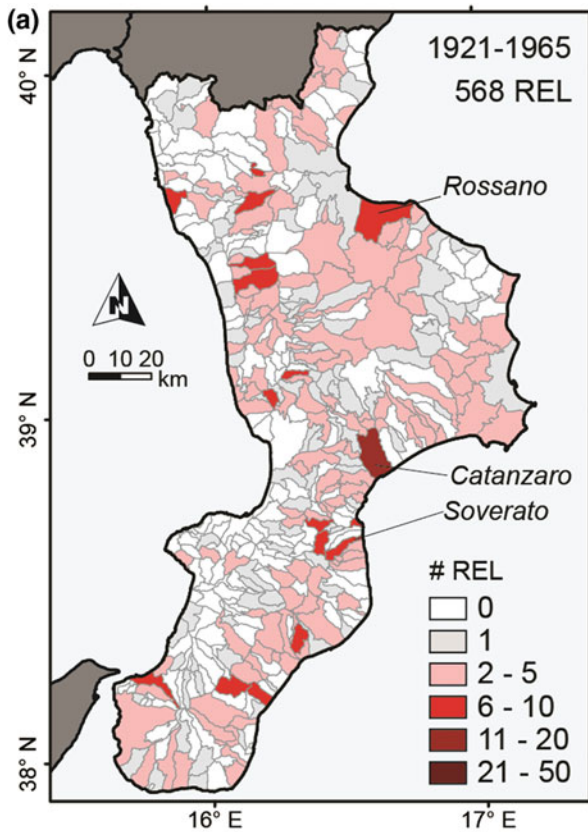 (a)
1921-1965
568 REL
40° N
Rossano
N
0 10 20
km
39° N
Catanzaro
Soverato
# REL
0
1
2 - 5
6 - 10
11 - 20
21 - 50
38° N
16° E
17° E